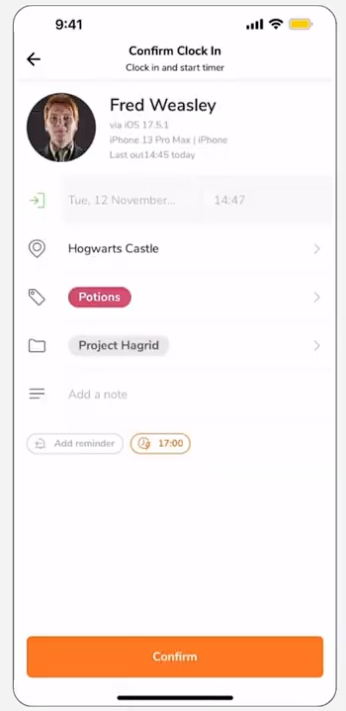 9:41
Confirm Clock In
Clock in and start timer
Fred Weasley
via iOS 17.5.1
iPhone 13 Pro Max | iPhone
Last out14:45 today
Tue, 12 November... 14:47
Hogwarts Castle
Potions
Project Hagrid
Add a note
Add reminder 17:00
Confirm